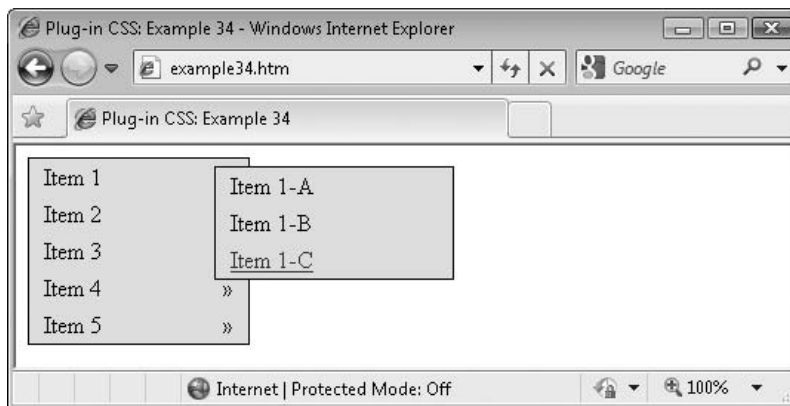 Plug-in CSS: Example 34 - Windows Internet Explorer
example34.htm
Google
Plug-in CSS: Example 34
Item 1
Item 2
Item 3
Item 4 »
Item 5 »
Item 1-A
Item 1-B
Item 1-C
Internet | Protected Mode: Off
100%